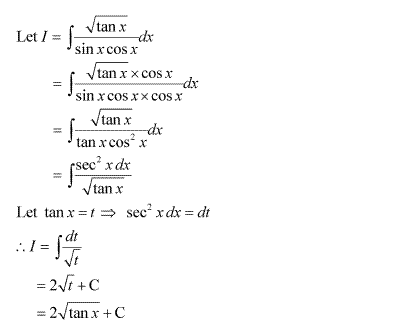 Let I = ∫ √(tan x) / (sin x cos x) dx
= ∫ (√(tan x) × cos x) / (sin x cos x × cos x) dx
= ∫ √(tan x) / (tan x cos² x) dx
= ∫ (sec² x dx) / √(tan x)
Let tan x = t ⇒ sec² x dx = dt
∴ I = ∫ dt / √t
= 2√t + C
= 2√(tan x) + C